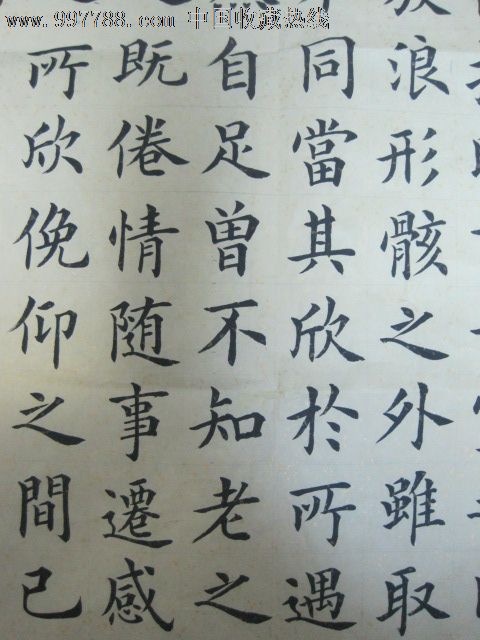 www.997788.com 中国收藏热线
浪形骸之外雖取
同當其欣於所遇
自足曾不知老之
既倦情随事遷感
所欣俛仰之間已